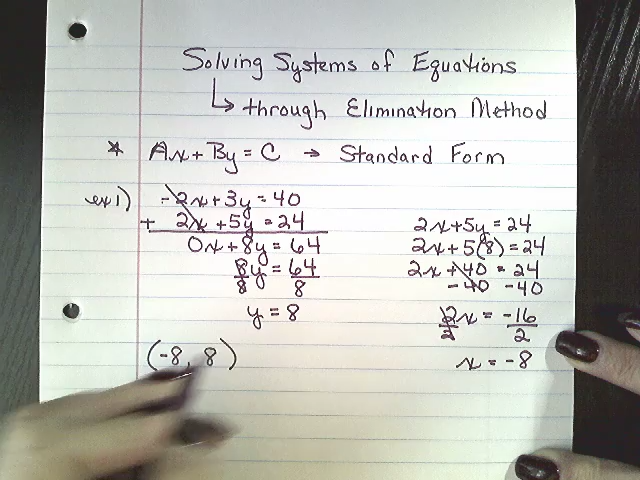 Solving Systems of Equations
↳ through Elimination Method
* Ax + By = C → Standard Form
ex 1) -2x + 3y = 40
+ 2x + 5y = 24
0x + 8y = 64
8y = 64
8 8
y = 8
(-8, 8)
2x + 5y = 24
2x + 5(8) = 24
2x + 40 = 24
-40 -40
2x = -16
2 2
x = -8